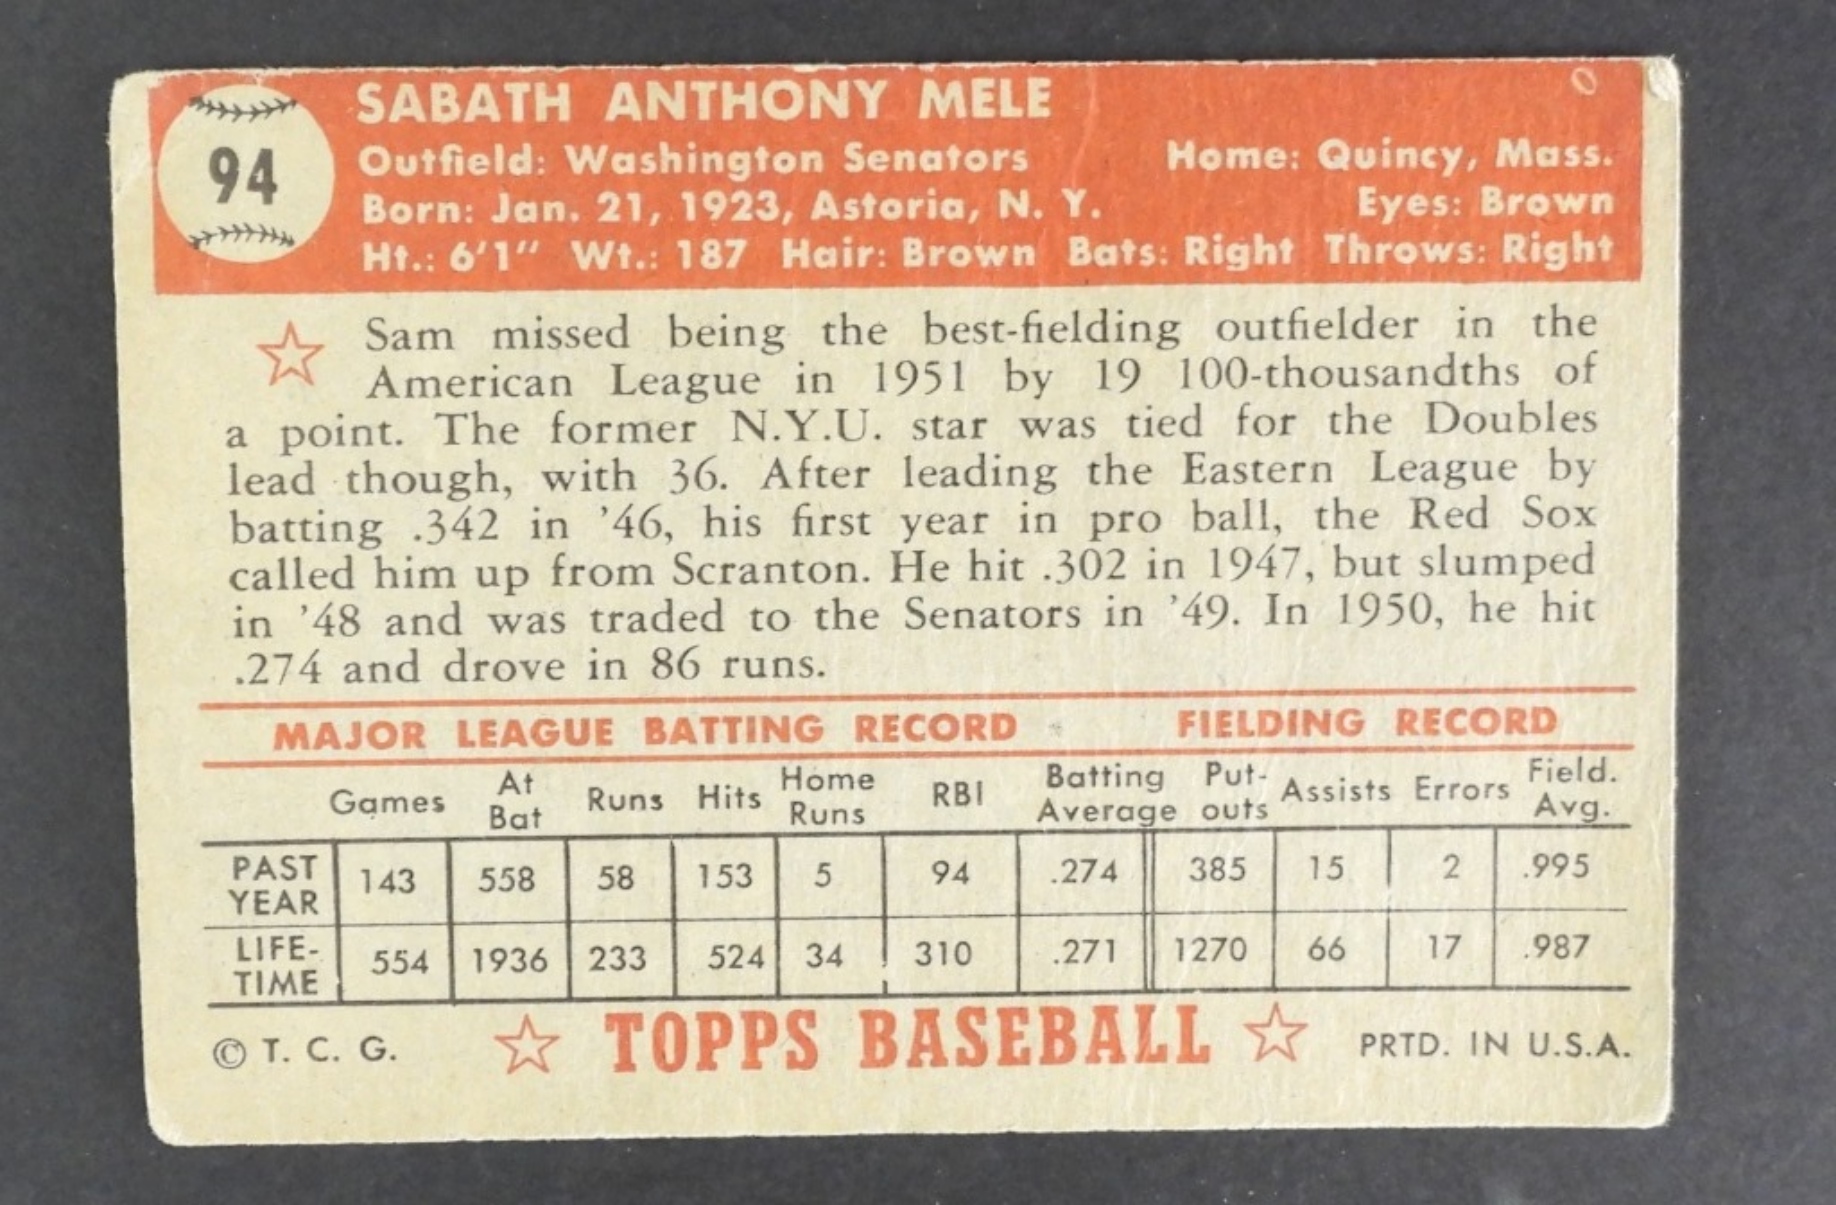 94
SABATH ANTHONY MELE
Outfield: Washington Senators Home: Quincy, Mass.
Born: Jan. 21, 1923, Astoria, N. Y. Eyes: Brown
Ht.: 6'1" Wt.: 187 Hair: Brown Bats: Right Throws: Right
Sam missed being the best-fielding outfielder in the
American League in 1951 by 19 100-thousandths of
a point. The former N.Y.U. star was tied for the Doubles
lead though, with 36. After leading the Eastern League by
batting .342 in '46, his first year in pro ball, the Red Sox
called him up from Scranton. He hit .302 in 1947, but slumped
in '48 and was traded to the Senators in '49. In 1950, he hit
.274 and drove in 86 runs.
MAJOR LEAGUE BATTING RECORD FIELDING RECORD
Games At Bat Runs Hits Home Runs RBI Batting Average Put-outs Assists Errors Field. Avg.
PAST YEAR 143 558 58 153 5 94 .274 385 15 2 .995
LIFE-TIME 554 1936 233 524 34 310 .271 1270 66 17 .987
© T. C. G. ☆ TOPPS BASEBALL ☆ PRTD. IN U.S.A.